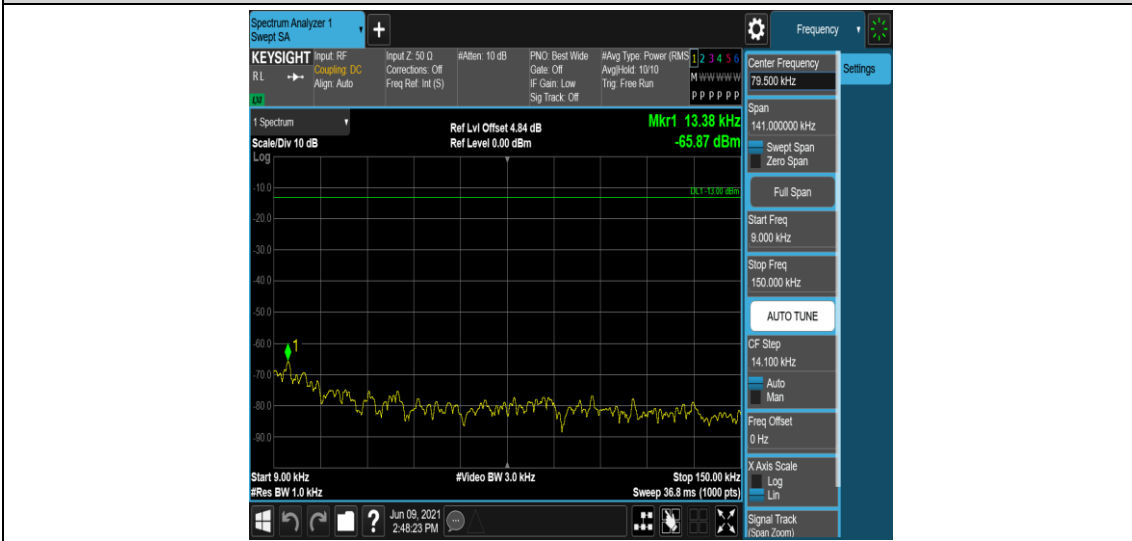 Spectrum Analyzer 1
Swept SA
Frequency
KEYSIGHT
RL
LXI
Input: RF
Coupling: DC
Align: Auto
Input Z: 50 Ω
Corrections: Off
Freq Ref: Int (S)
#Atten: 10 dB
PNO: Best Wide
Gate: Off
IF Gain: Low
Sig Track: Off
#Avg Type: Power (RMS
Avg|Hold: 10/10
Trig: Free Run
1 2 3 4 5 6
M W W W W W
P P P P P P
Center Frequency
79.500 kHz
Settings
Span
141.000000 kHz
Swept Span
Zero Span
Full Span
Start Freq
9.000 kHz
Stop Freq
150.000 kHz
AUTO TUNE
CF Step
14.100 kHz
Auto
Man
Freq Offset
0 Hz
X Axis Scale
Log
Lin
Signal Track
(Span Zoom)
1 Spectrum
Scale/Div 10 dB
Log
Ref Lvl Offset 4.84 dB
Ref Level 0.00 dBm
Mkr1 13.38 kHz
-65.87 dBm
DL1 -13.00 dBm
-10.0
-20.0
-30.0
-40.0
-50.0
-60.0
-70.0
-80.0
-90.0
1
Start 9.00 kHz
#Res BW 1.0 kHz
#Video BW 3.0 kHz
Stop 150.00 kHz
Sweep 36.8 ms (1000 pts)
?
Jun 09, 2021
2:48:23 PM